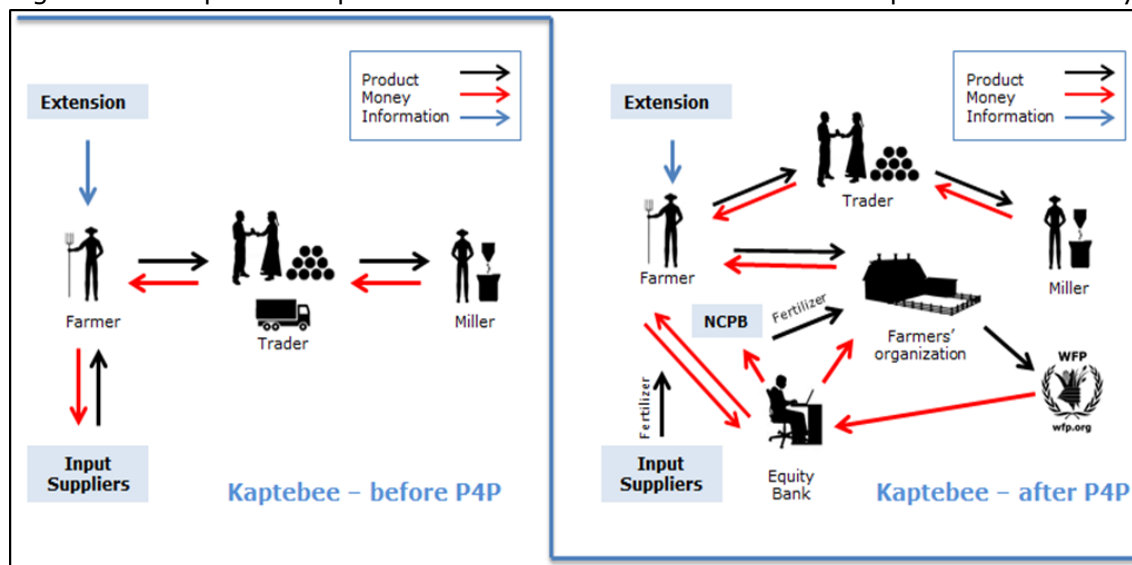 Product
Money
Information
Extension
Farmer
Trader
Miller
Input
Suppliers
Kaptebee – before P4P
Product
Money
Information
Extension
Trader
Farmer
Miller
NCPB
Fertilizer
Farmers'
organization
WFP
wfp.org
Fertilizer
Input
Suppliers
Equity
Bank
Kaptebee – after P4P